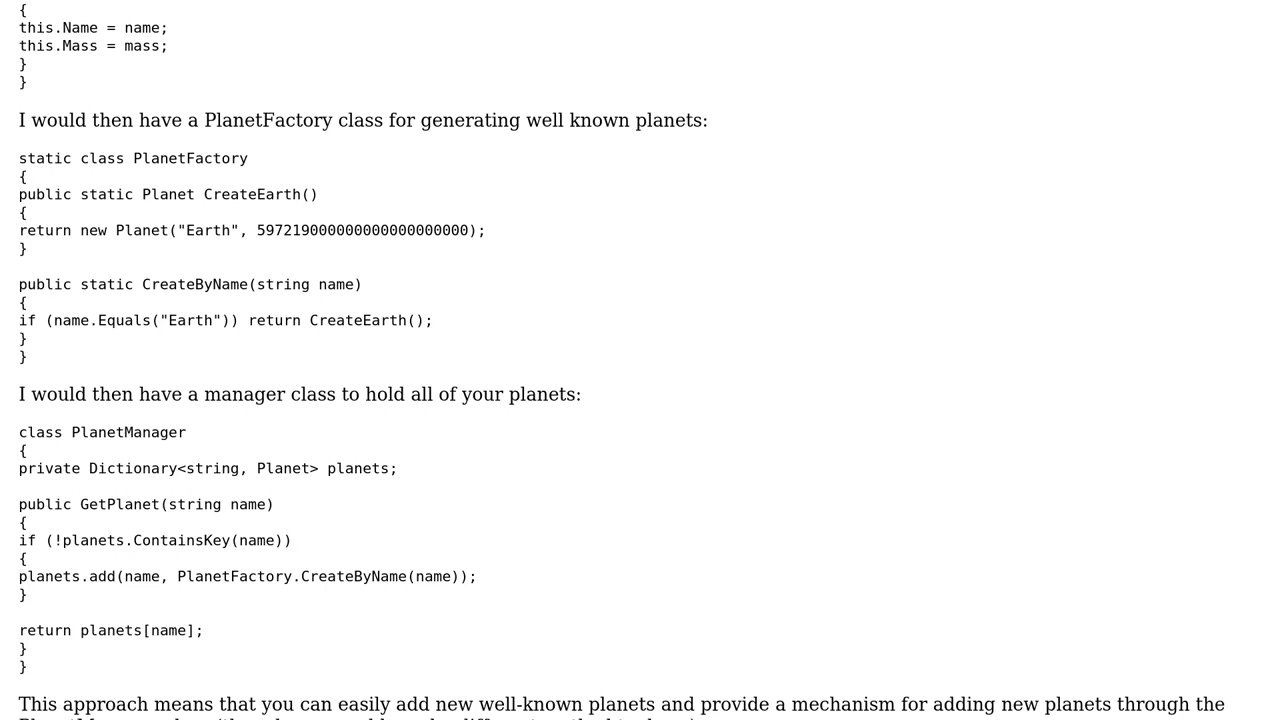 {
this.Name = name;
this.Mass = mass;
}
}
I would then have a PlanetFactory class for generating well known planets:
static class PlanetFactory
{
public static Planet CreateEarth()
{
return new Planet("Earth", 597219000000000000000000);
}
public static CreateByName(string name)
{
if (name.Equals("Earth")) return CreateEarth();
}
}
I would then have a manager class to hold all of your planets:
class PlanetManager
{
private Dictionary<string, Planet> planets;
public GetPlanet(string name)
{
if (!planets.ContainsKey(name))
{
planets.add(name, PlanetFactory.CreateByName(name));
}
return planets[name];
}
}
This approach means that you can easily add new well-known planets and provide a mechanism for adding new planets through the